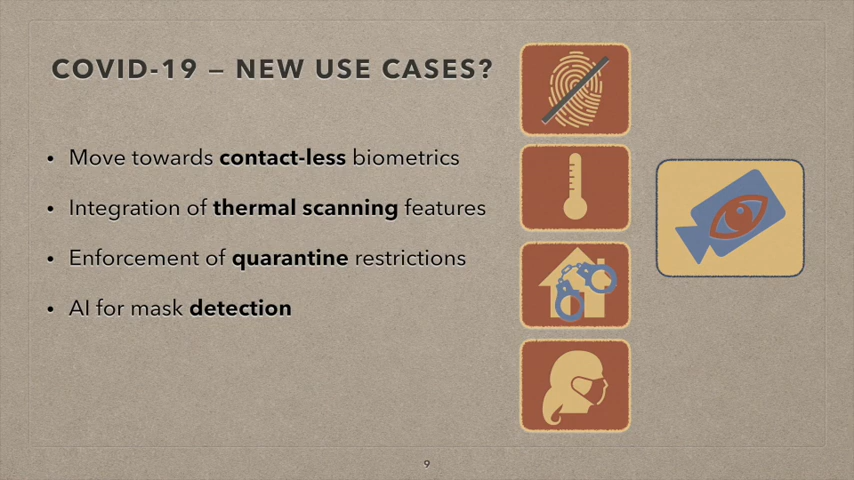 COVID-19 – NEW USE CASES?
• Move towards contact-less biometrics
• Integration of thermal scanning features
• Enforcement of quarantine restrictions
• AI for mask detection
9